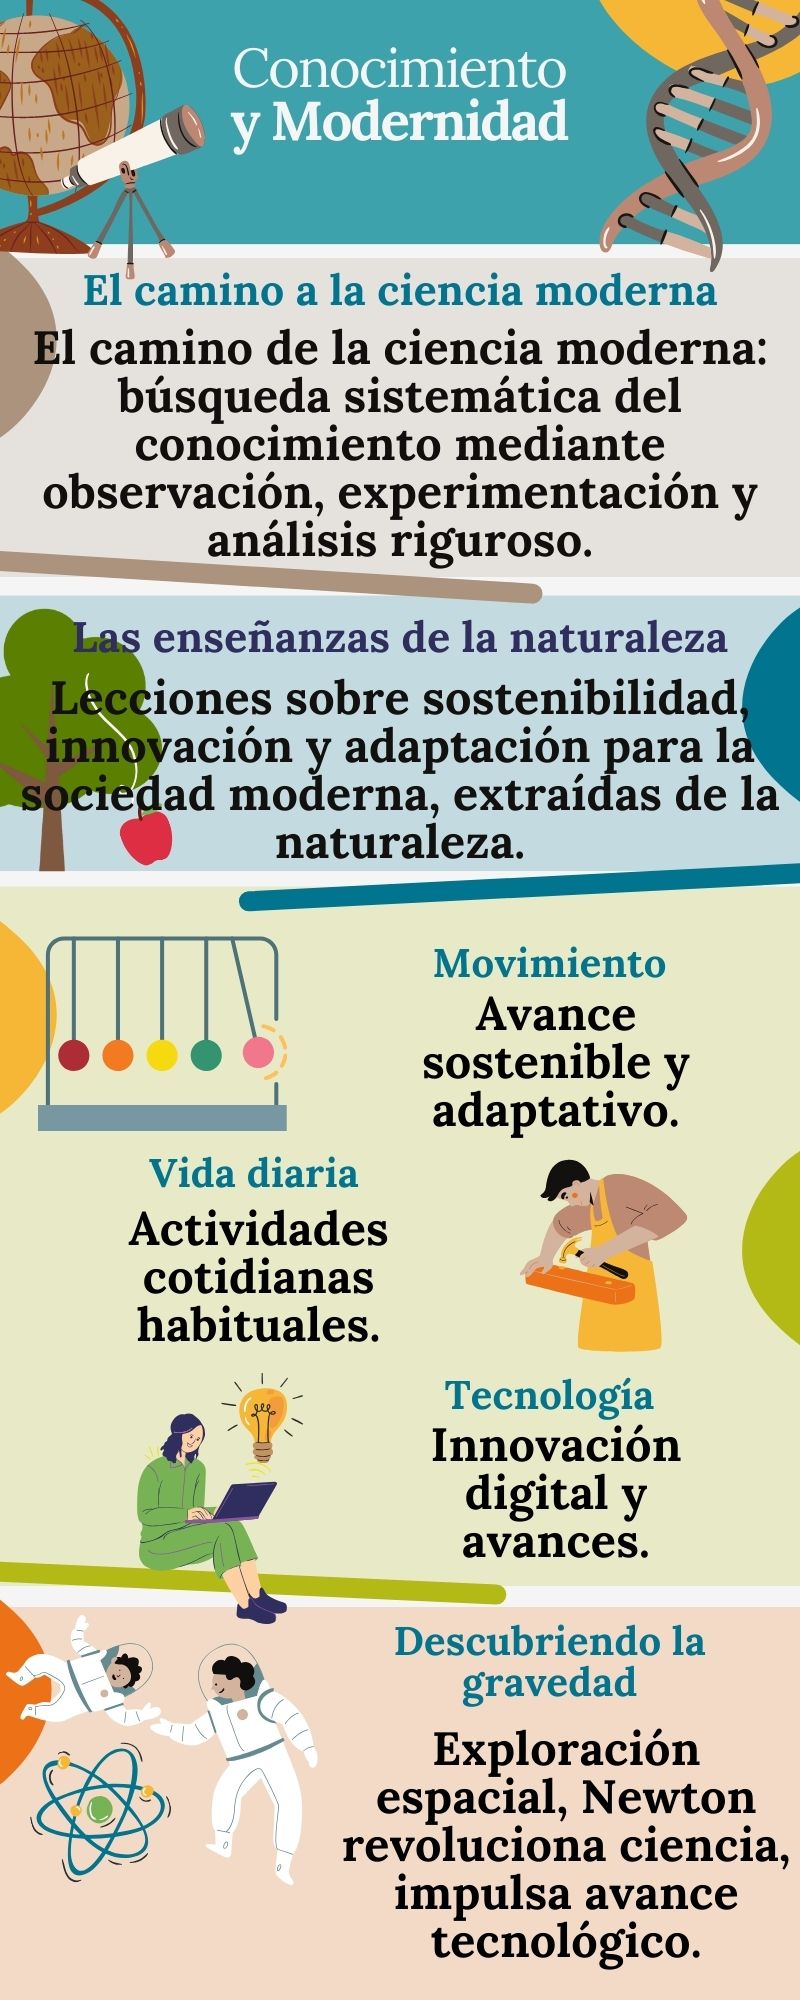 Conocimiento
y Modernidad
El camino a la ciencia moderna
El camino de la ciencia moderna:
búsqueda sistemática del
conocimiento mediante
observación, experimentación y
análisis riguroso.
Las enseñanzas de la naturaleza
Lecciones sobre sostenibilidad,
innovación y adaptación para la
sociedad moderna, extraídas de la
naturaleza.
Movimiento
Avance
sostenible y
adaptativo.
Vida diaria
Actividades
cotidianas
habituales.
Tecnología
Innovación
digital y
avances.
Descubriendo la
gravedad
Exploración
espacial, Newton
revoluciona ciencia,
impulsa avance
tecnológico.